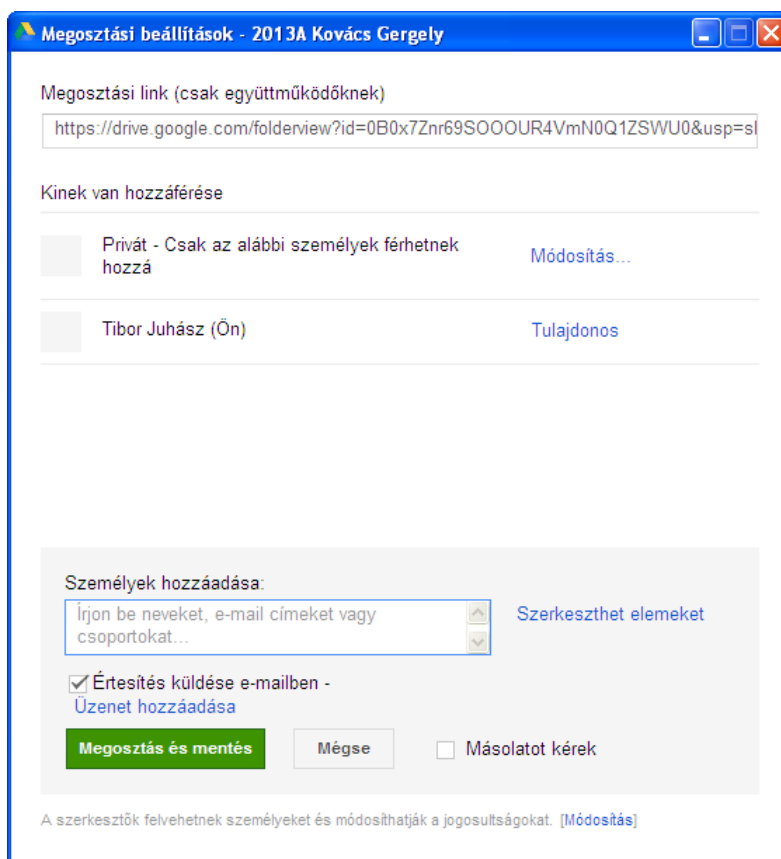 Megosztási beállítások - 2013A Kovács Gergely
Megosztási link (csak együttműködőknek)
https://drive.google.com/folderview?id=0B0x7Znr69SOOOUR4VmN0Q1ZSWU0&usp=sl
Kinek van hozzáférése
Privát - Csak az alábbi személyek férhetnek
hozzá
Módosítás...
Tibor Juhász (Ön)
Tulajdonos
Személyek hozzáadása:
Írjon be neveket, e-mail címeket vagy
csoportokat...
Szerkeszthet elemeket
Értesítés küldése e-mailben -
Üzenet hozzáadása
Megosztás és mentés
Mégse
Másolatot kérek
A szerkesztők felvehetnek személyeket és módosíthatják a jogosultságokat. [Módosítás]